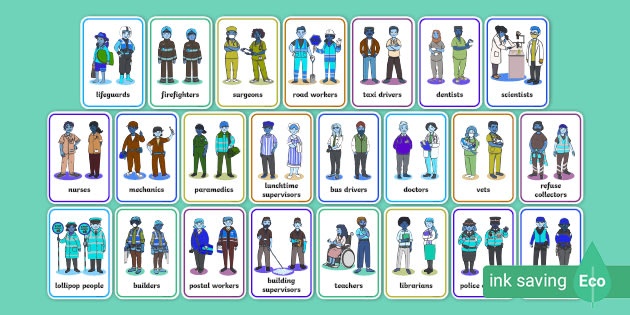 lifeguards
firefighters
surgeons
road workers
taxi drivers
dentists
scientists
nurses
mechanics
paramedics
lunchtime
supervisors
bus drivers
doctors
vets
refuse
collectors
lollipop people
builders
postal workers
building
supervisors
teachers
librarians
police
ink saving
Eco